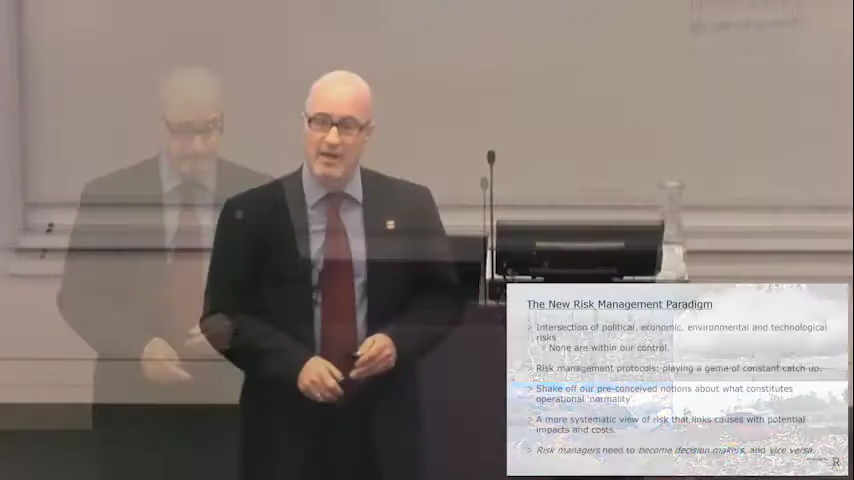 The New Risk Management Paradigm
> Intersection of political, economic, environmental and technological
risks
> None are within our control.
> Risk management protocols: playing a game of constant catch up.
> Shake off our pre-conceived notions about what constitutes
operational 'normality'.
> A more systematic view of risk that links causes with potential
impacts and costs.
> Risk managers need to become decision makers, and vice versa.
R